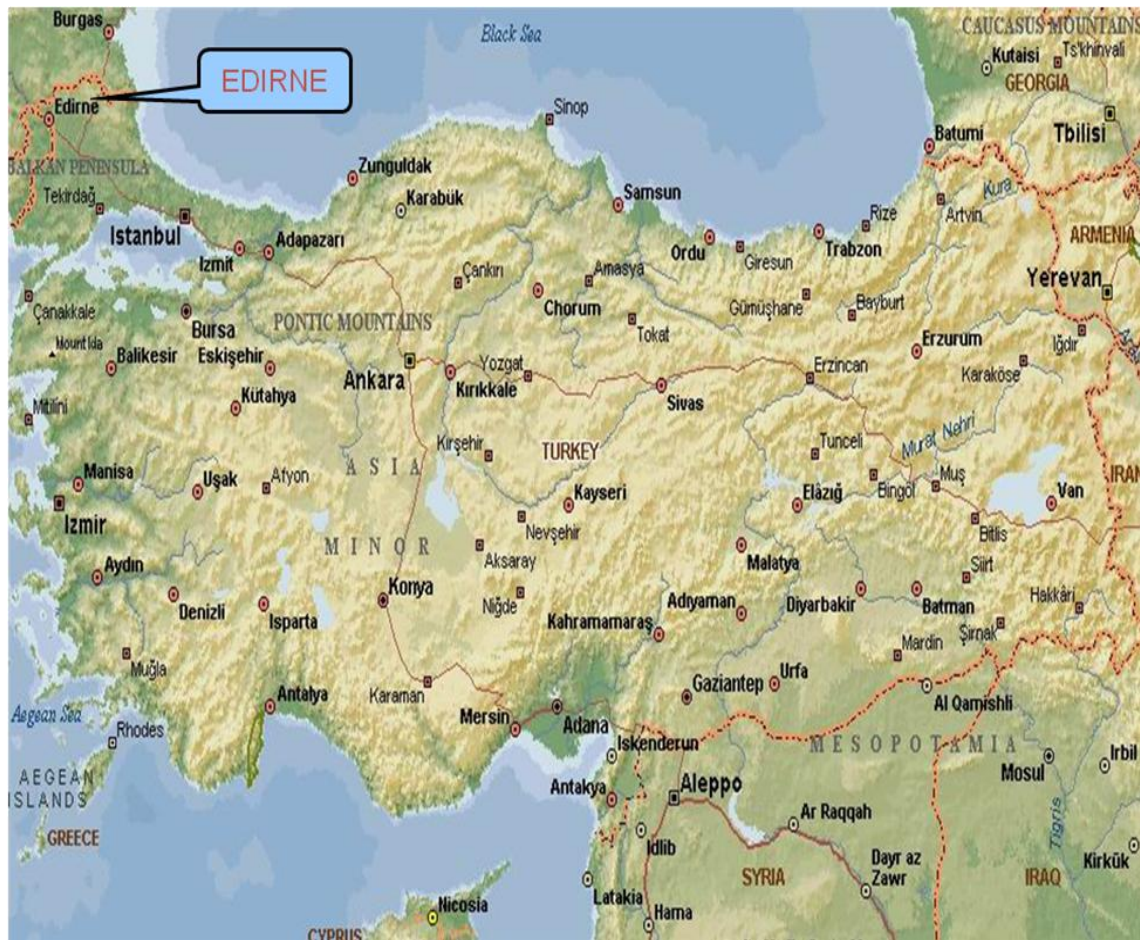 Burgas
Black Sea
CAUCASUS MOUNTAINS
Kutaisi
Ts'khinvali
GEORGIA
EDIRNE
Edirne
Sinop
Batumi
Tbilisi
BALKAN PENINSULA
Zunguldak
Karabük
Samsun
Kura
Tekirdağ
Istanbul
Rize
Artvin
Izmit
Adapazarı
Ordu
Giresun
Trabzon
ARMENIA
Çankırı
Amasya
Chorum
Gümüşhane
Bayburt
Yerevan
Çanakkale
Bursa
PONTIC MOUNTAINS
Tokat
Erzurum
Iğdır
Mount Ida
Balikesir
Eskişehir
Ankara
Kırıkkale
Yozgat
Sivas
Erzincan
Karaköse
Kütahya
Mitilini
Kırşehir
TURKEY
Tunceli
Murat Nehri
ASIA
IRAN
Manisa
Uşak
Afyon
Kayseri
Elâzığ
Bingöl
Muş
Van
Izmir
Nevşehir
Bitlis
MINOR
Aksaray
Malatya
Siirt
Aydın
Denizli
Isparta
Konya
Niğde
Adıyaman
Diyarbakir
Batman
Hakkâri
Kahramamaraş
Şırnak
Muğla
Mardin
Karaman
Gaziantep
Urfa
Al Qamishli
Antalya
Aegean Sea
Mersin
Adana
Rhodes
Iskenderun
MESOPOTAMIA
Mosul
Irbil
AEGEAN
ISLANDS
Antakya
Aleppo
GREECE
Idlib
Ar Raqqah
Tigris
Kirkūk
Dayr az
Zawr
SYRIA
IRAQ
Latakia
Nicosia
Hama
CYPRUS